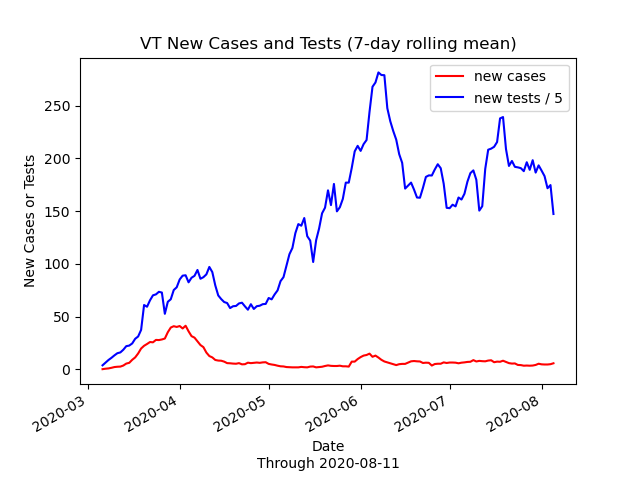 VT New Cases and Tests (7-day rolling mean)
new cases
new tests / 5
New Cases or Tests
250
200
150
100
50
0
2020-03
2020-04
2020-05
2020-06
2020-07
2020-08
Date
Through 2020-08-11